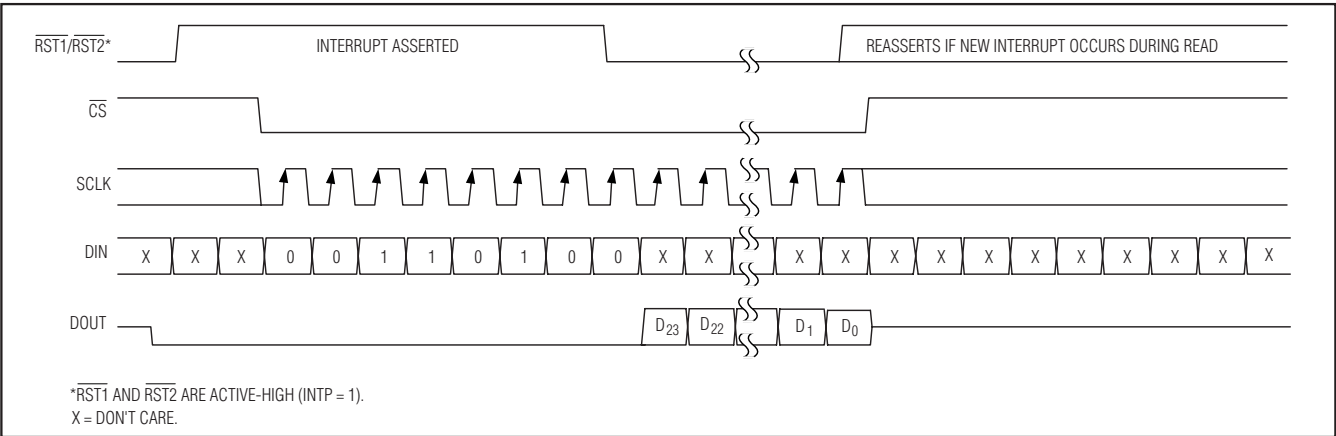 RST1/RST2* INTERRUPT ASSERTED REASSERTS IF NEW INTERRUPT OCCURS DURING READ
CS
SCLK
DIN X X X 0 0 1 1 0 1 0 0 X X X X X X X X X X X X X
DOUT D23 D22 D1 D0
*RST1 AND RST2 ARE ACTIVE-HIGH (INTP = 1).
X = DON'T CARE.